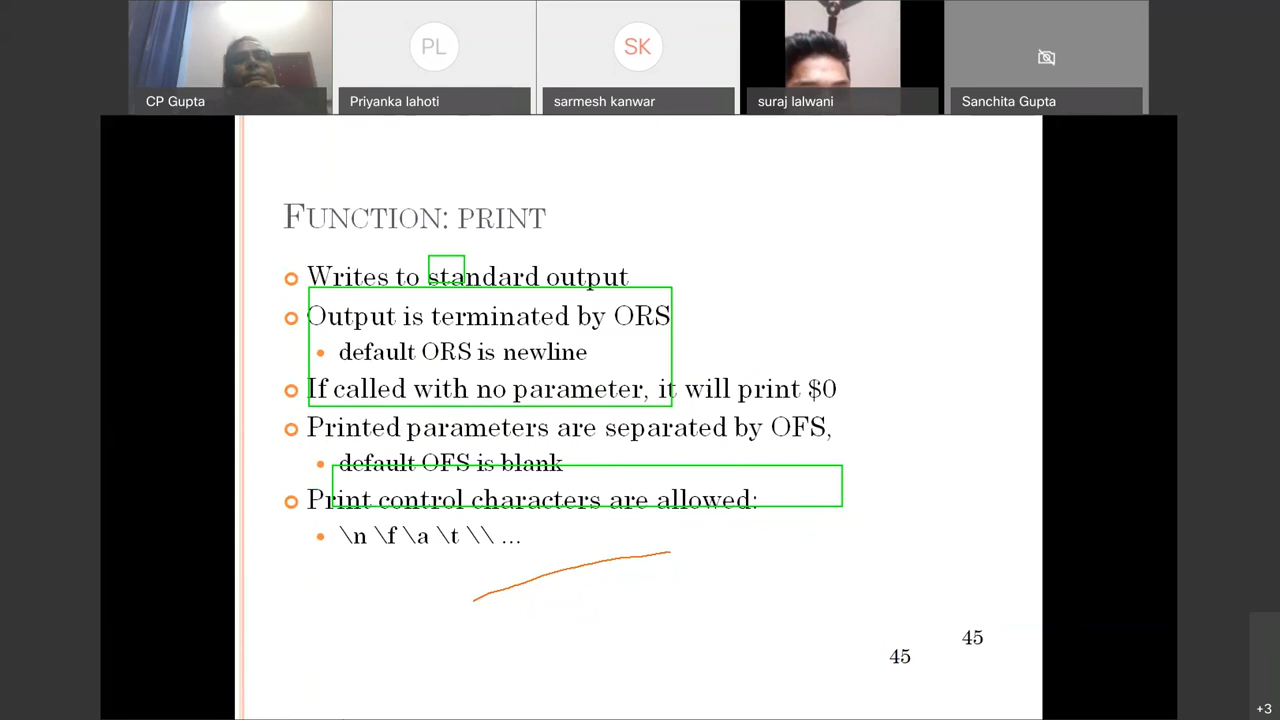 PL
SK
CP Gupta
Priyanka lahoti
sarmesh kanwar
suraj lalwani
Sanchita Gupta
FUNCTION: PRINT
Writes to standard output
Output is terminated by ORS
default ORS is newline
If called with no parameter, it will print $0
Printed parameters are separated by OFS,
default OFS is blank
Print control characters are allowed:
\n \f \a \t \\ ...
45
45
+3